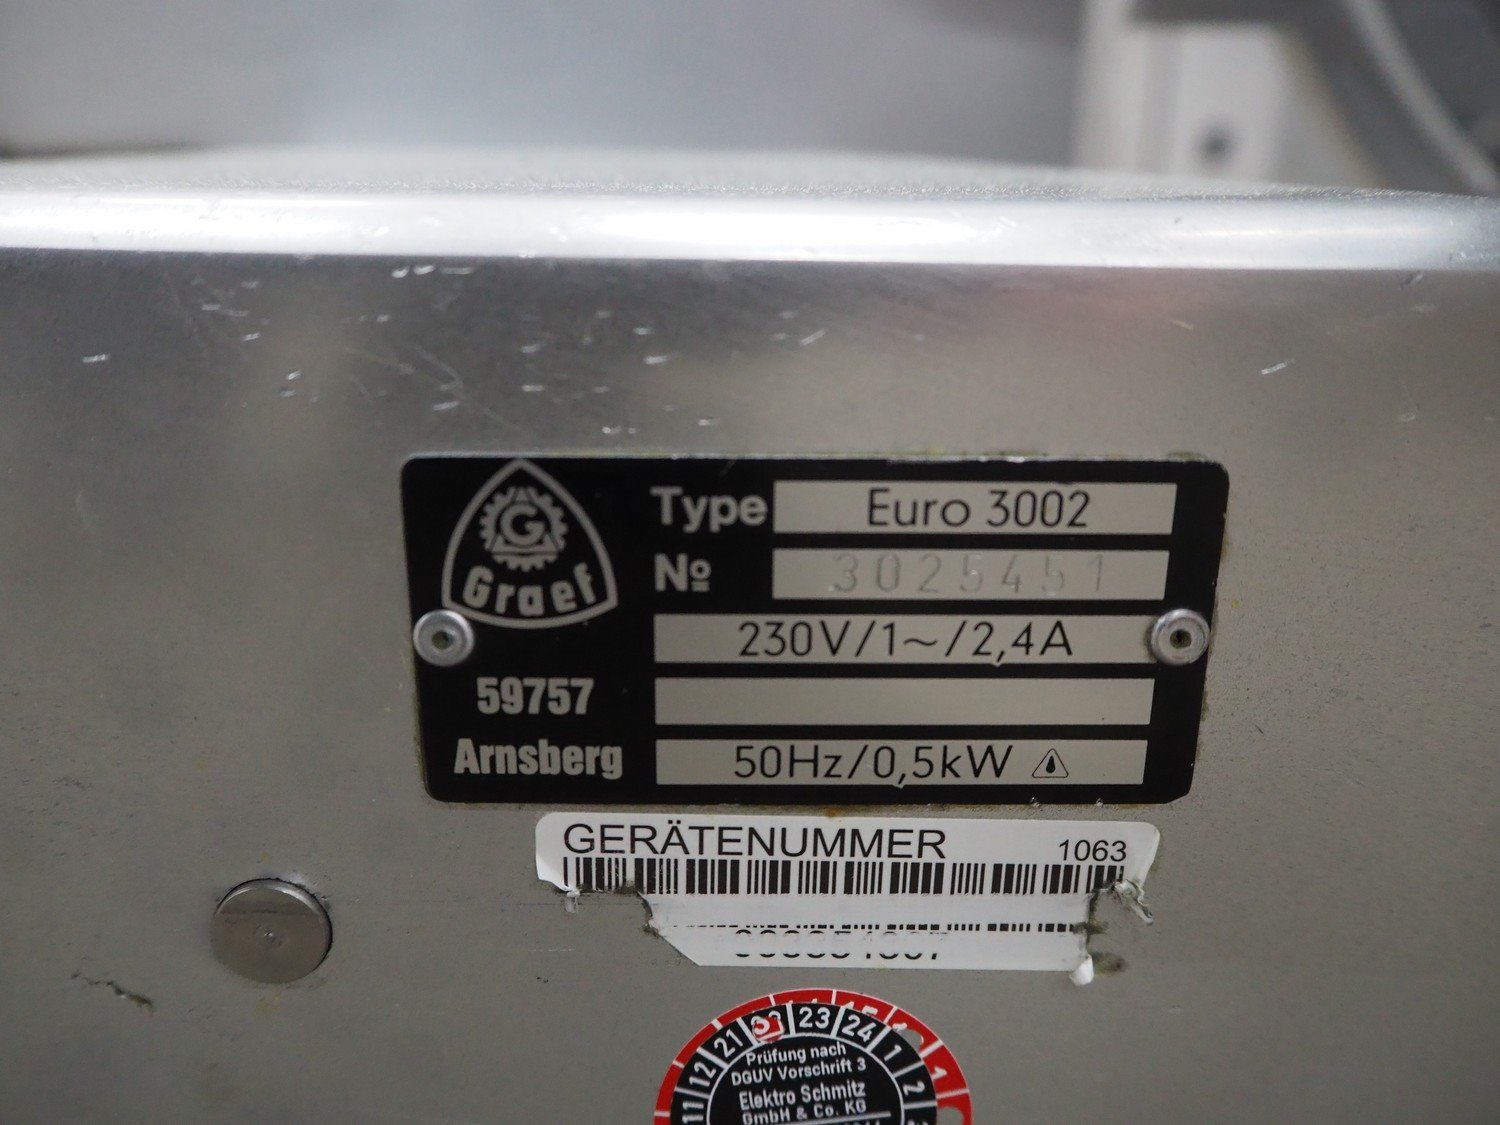 G
Graef
59757
Arnsberg
Type Euro 3002
Nº 3025451
230V/1~/2,4A
50Hz/0,5kW
GERÄTENUMMER 1063
21 23 24 1 2
12
11
Prüfung nach
DGUV Vorschrift 3
Elektro Schmitz
GmbH & Co. KG